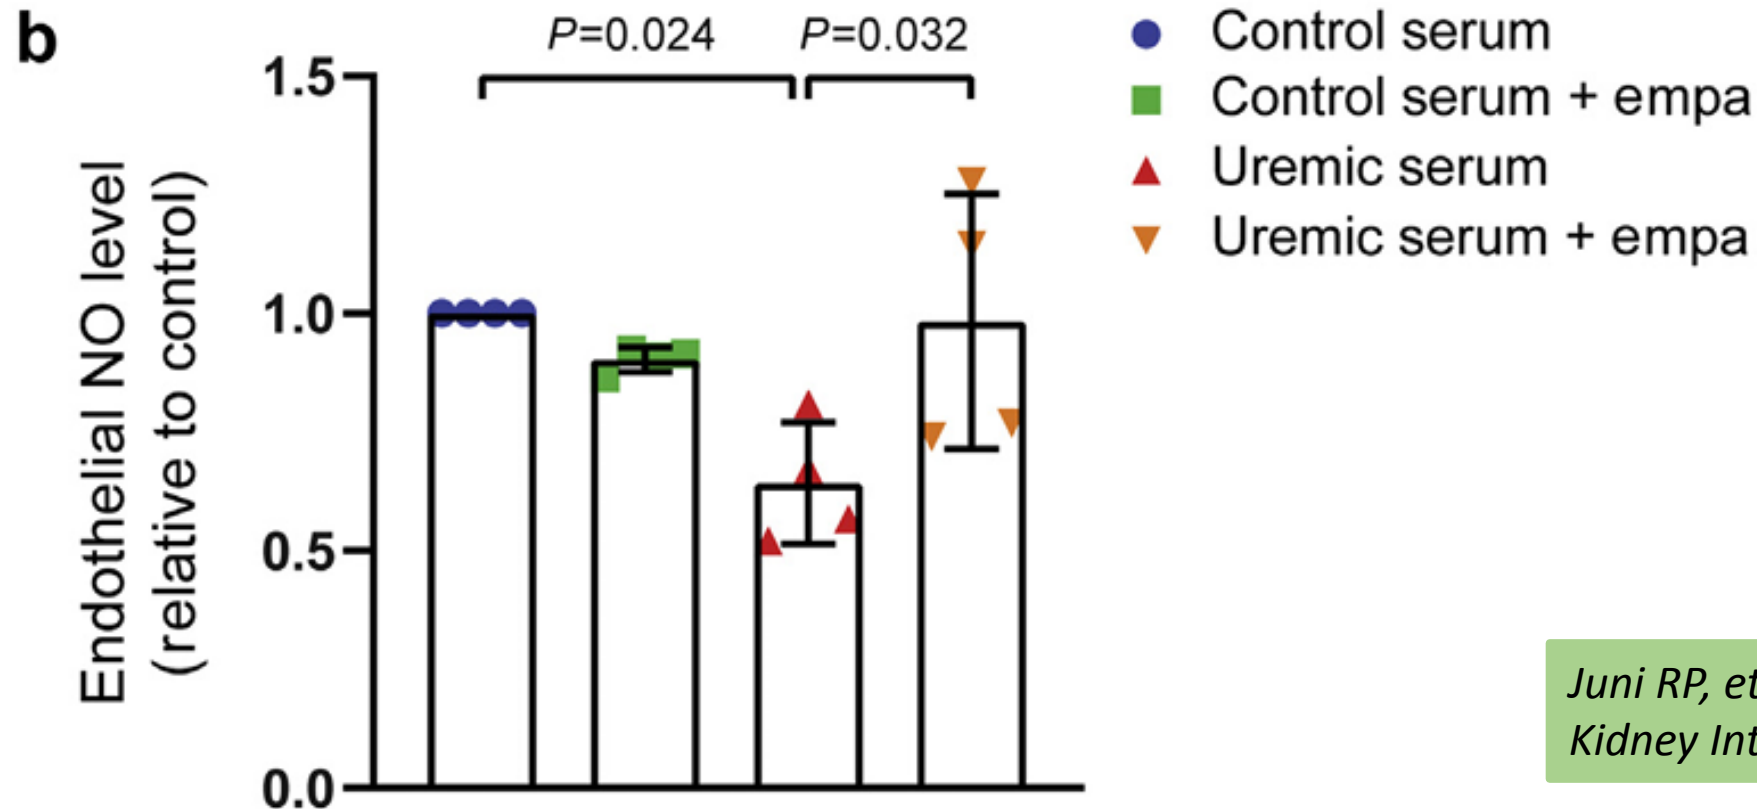 b
P=0.024
P=0.032
1.5
1.0
0.5
0.0
Endothelial NO level
(relative to control)
Control serum
Control serum + empa
Uremic serum
Uremic serum + empa
Juni RP, et
Kidney Int